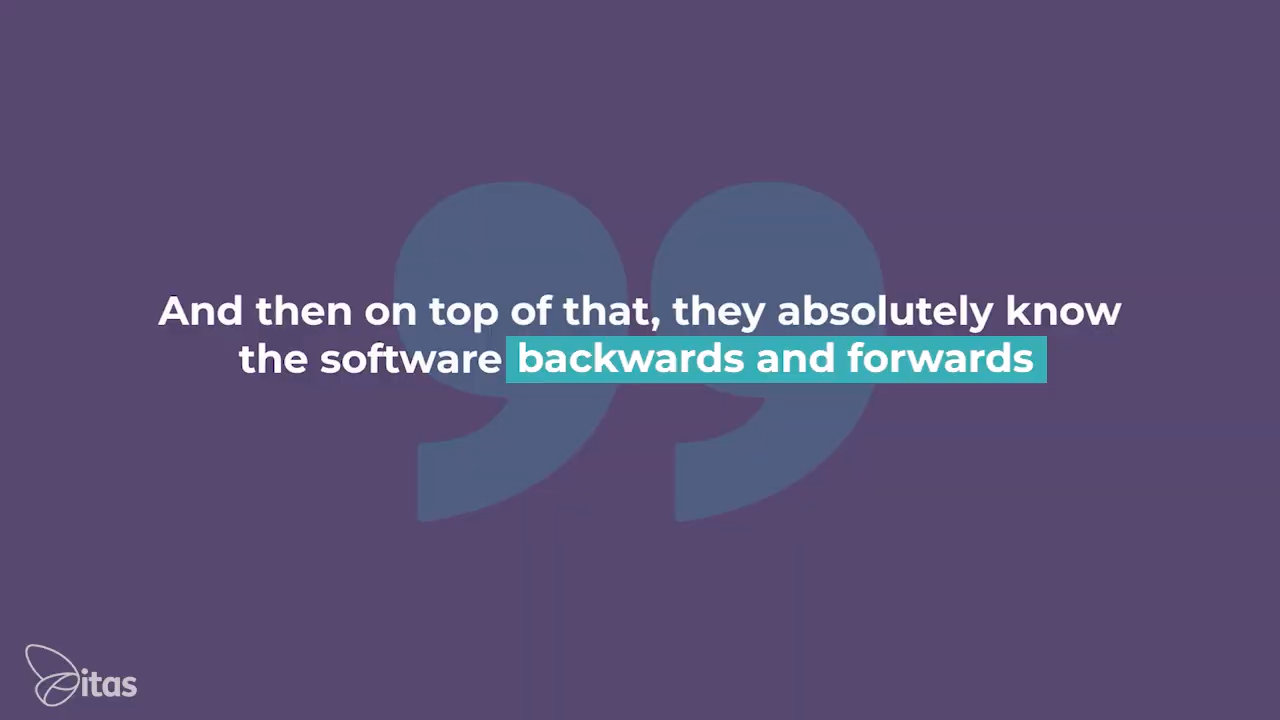 And then on top of that, they absolutely know
the software backwards and forwards
itas